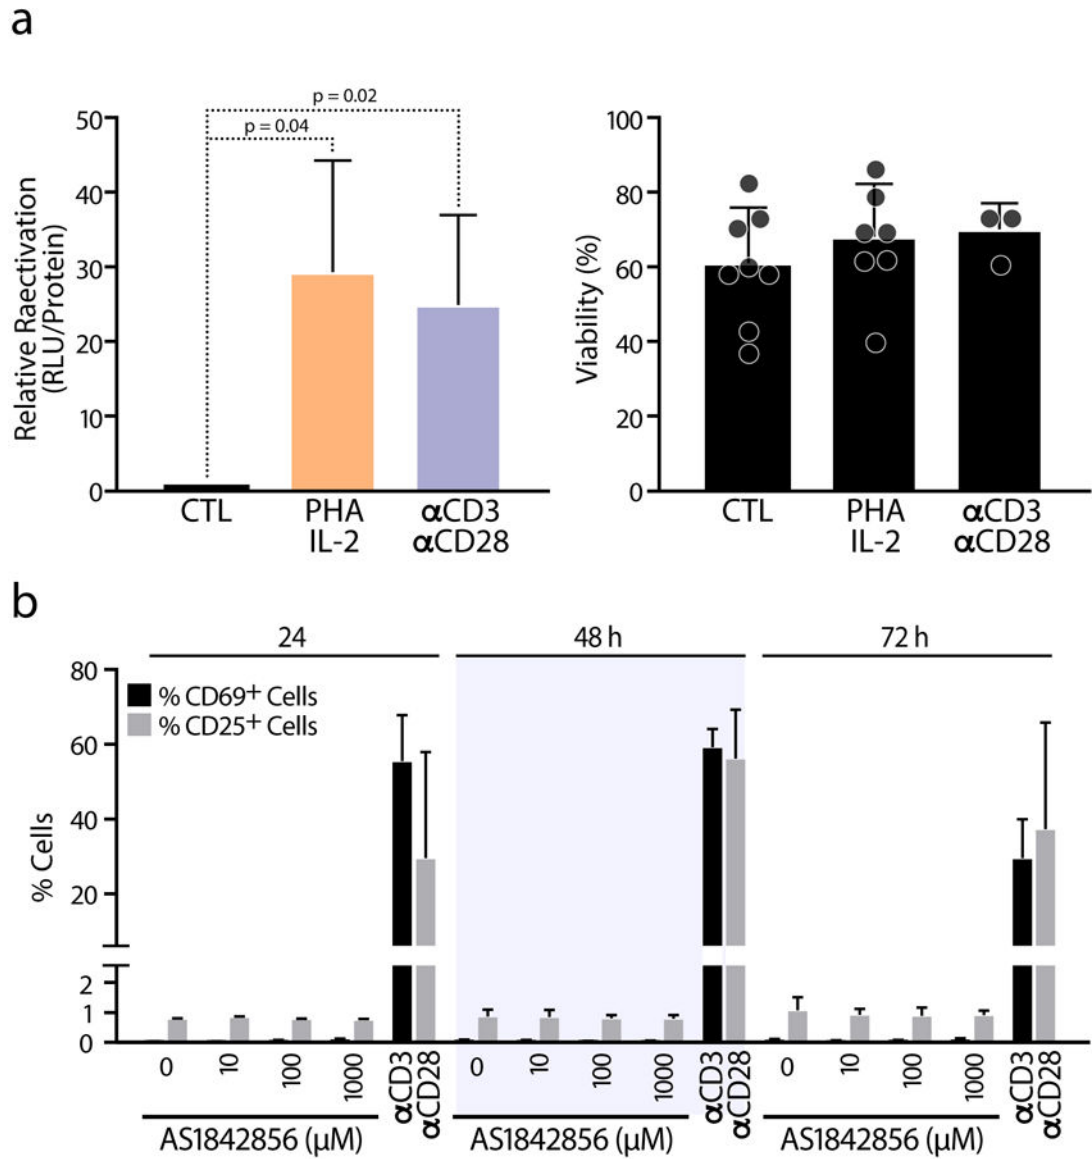 a
p = 0.02
p = 0.04
Relative Raectivation
(RLU/Protein)
50
40
30
20
10
0
CTL
PHA
IL-2
αCD3
αCD28
Viability (%)
100
80
60
40
20
0
CTL
PHA
IL-2
αCD3
αCD28
b
24
48 h
72 h
% CD69+ Cells
% CD25+ Cells
% Cells
80
60
40
20
2
1
0
0
10
100
1000
αCD3
αCD28
0
10
100
1000
αCD3
αCD28
0
10
100
1000
αCD3
αCD28
AS1842856 (μM)
AS1842856 (μM)
AS1842856 (μM)